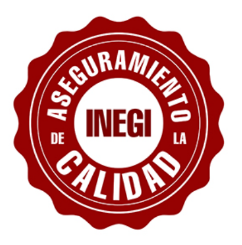 ASEGURAMIENTO
DE LA
CALIDAD
INEGI